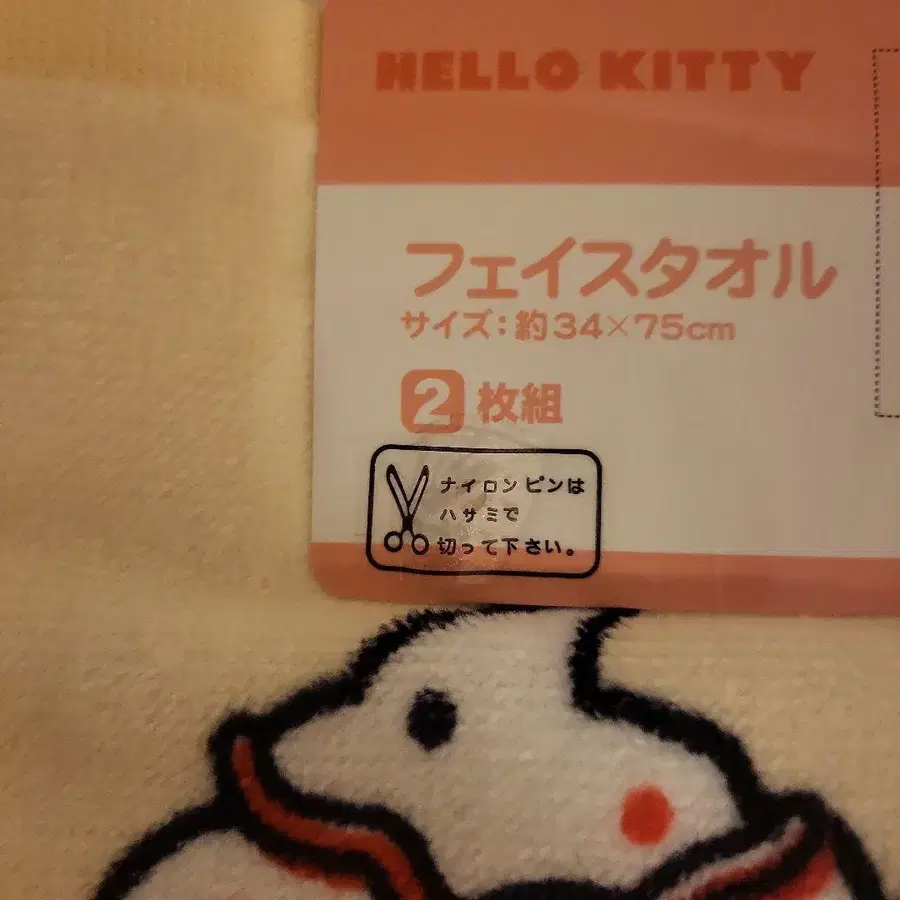 HELLO KITTY
フェイスタオル
サイズ:約34×75cm
2枚組
ナイロンピンは
ハサミで
切って下さい。